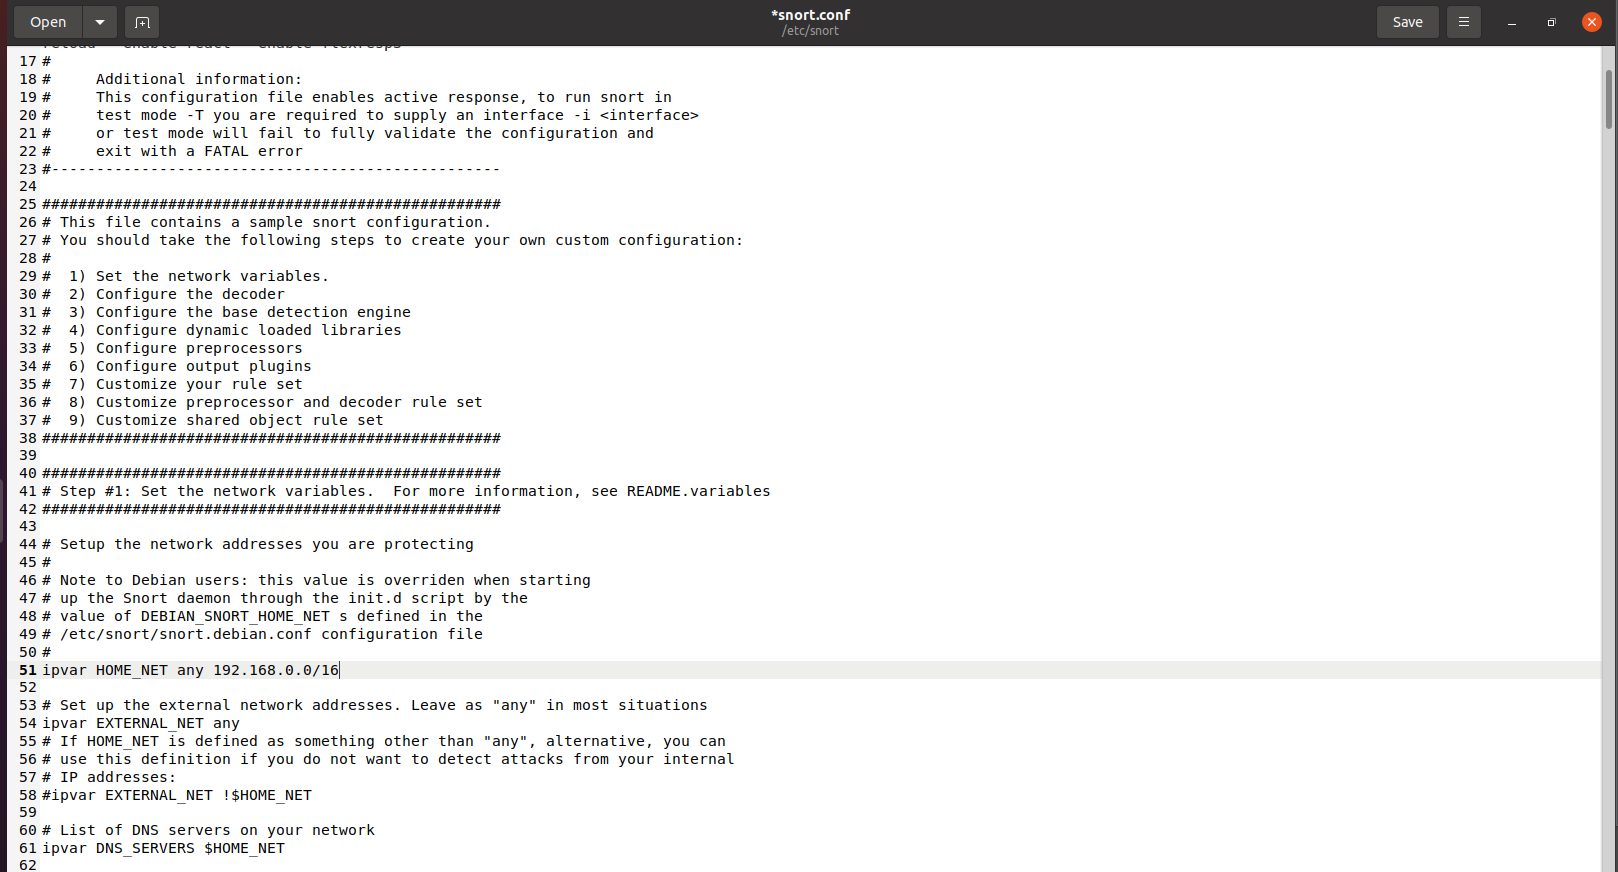 Open
*snort.conf
/etc/snort
Save
17 #
18 #     Additional information:
19 #     This configuration file enables active response, to run snort in
20 #     test mode -T you are required to supply an interface -i <interface>
21 #     or test mode will fail to fully validate the configuration and
22 #     exit with a FATAL error
23 #--------------------------------------------------
24
25 ###################################################
26 # This file contains a sample snort configuration.
27 # You should take the following steps to create your own custom configuration:
28 #
29 #  1) Set the network variables.
30 #  2) Configure the decoder
31 #  3) Configure the base detection engine
32 #  4) Configure dynamic loaded libraries
33 #  5) Configure preprocessors
34 #  6) Configure output plugins
35 #  7) Customize your rule set
36 #  8) Customize preprocessor and decoder rule set
37 #  9) Customize shared object rule set
38 ###################################################
39
40 ###################################################
41 # Step #1: Set the network variables.  For more information, see README.variables
42 ###################################################
43
44 # Setup the network addresses you are protecting
45 #
46 # Note to Debian users: this value is overriden when starting
47 # up the Snort daemon through the init.d script by the
48 # value of DEBIAN_SNORT_HOME_NET s defined in the
49 # /etc/snort/snort.debian.conf configuration file
50 #
51 ipvar HOME_NET any 192.168.0.0/16
52
53 # Set up the external network addresses. Leave as "any" in most situations
54 ipvar EXTERNAL_NET any
55 # If HOME_NET is defined as something other than "any", alternative, you can
56 # use this definition if you do not want to detect attacks from your internal
57 # IP addresses:
58 #ipvar EXTERNAL_NET !$HOME_NET
59
60 # List of DNS servers on your network
61 ipvar DNS_SERVERS $HOME_NET
62